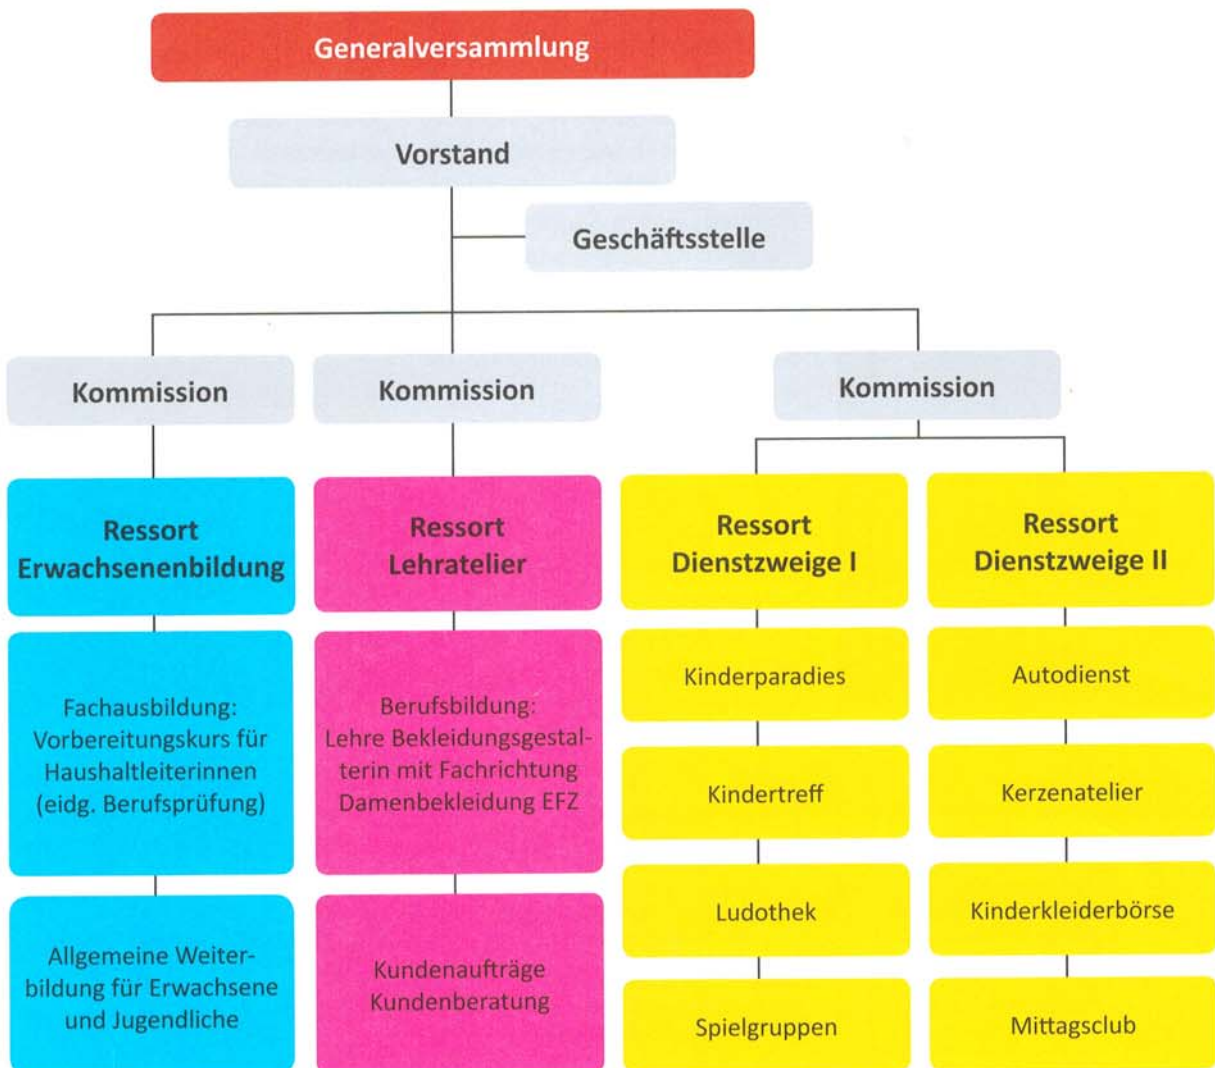 Generalversammlung
Vorstand
Geschäftsstelle
Kommission
Kommission
Kommission
Ressort
Erwachsenenbildung
Ressort
Lehratelier
Ressort
Dienstzweige I
Ressort
Dienstzweige II
Fachausbildung:
Vorbereitungskurs für
Haushaltleiterinnen
(eidg. Berufsprüfung)
Allgemeine Weiter-
bildung für Erwachsene
und Jugendliche
Berufsbildung:
Lehre Bekleidungsgestal-
terin mit Fachrichtung
Damenbekleidung EFZ
Kundenaufträge
Kundenberatung
Kinderparadies
Kindertreff
Ludothek
Spielgruppen
Autodienst
Kerzenatelier
Kinderkleiderbörse
Mittagsclub